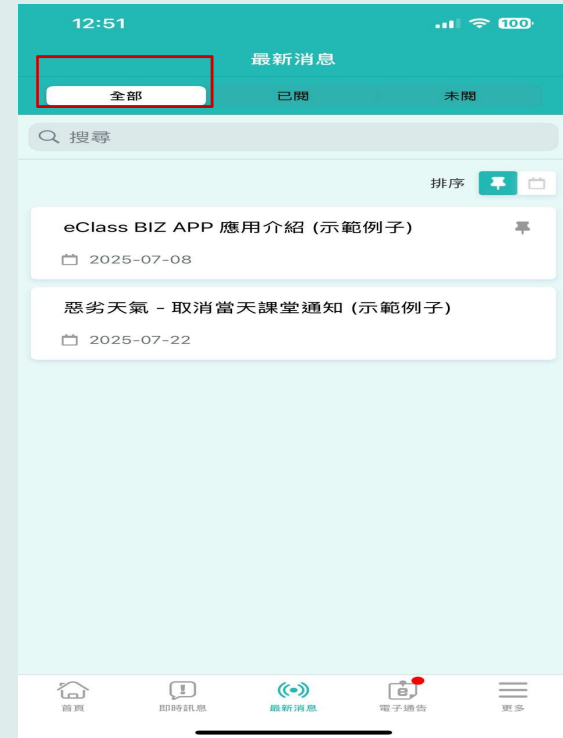 12:51
100
最新消息
全部 已閱 未閱
搜尋
排序
eClass BIZ APP 應用介紹 (示範例子)
2025-07-08
惡劣天氣 - 取消當天課堂通知 (示範例子)
2025-07-22
首頁 即時訊息 最新消息 電子通告 更多